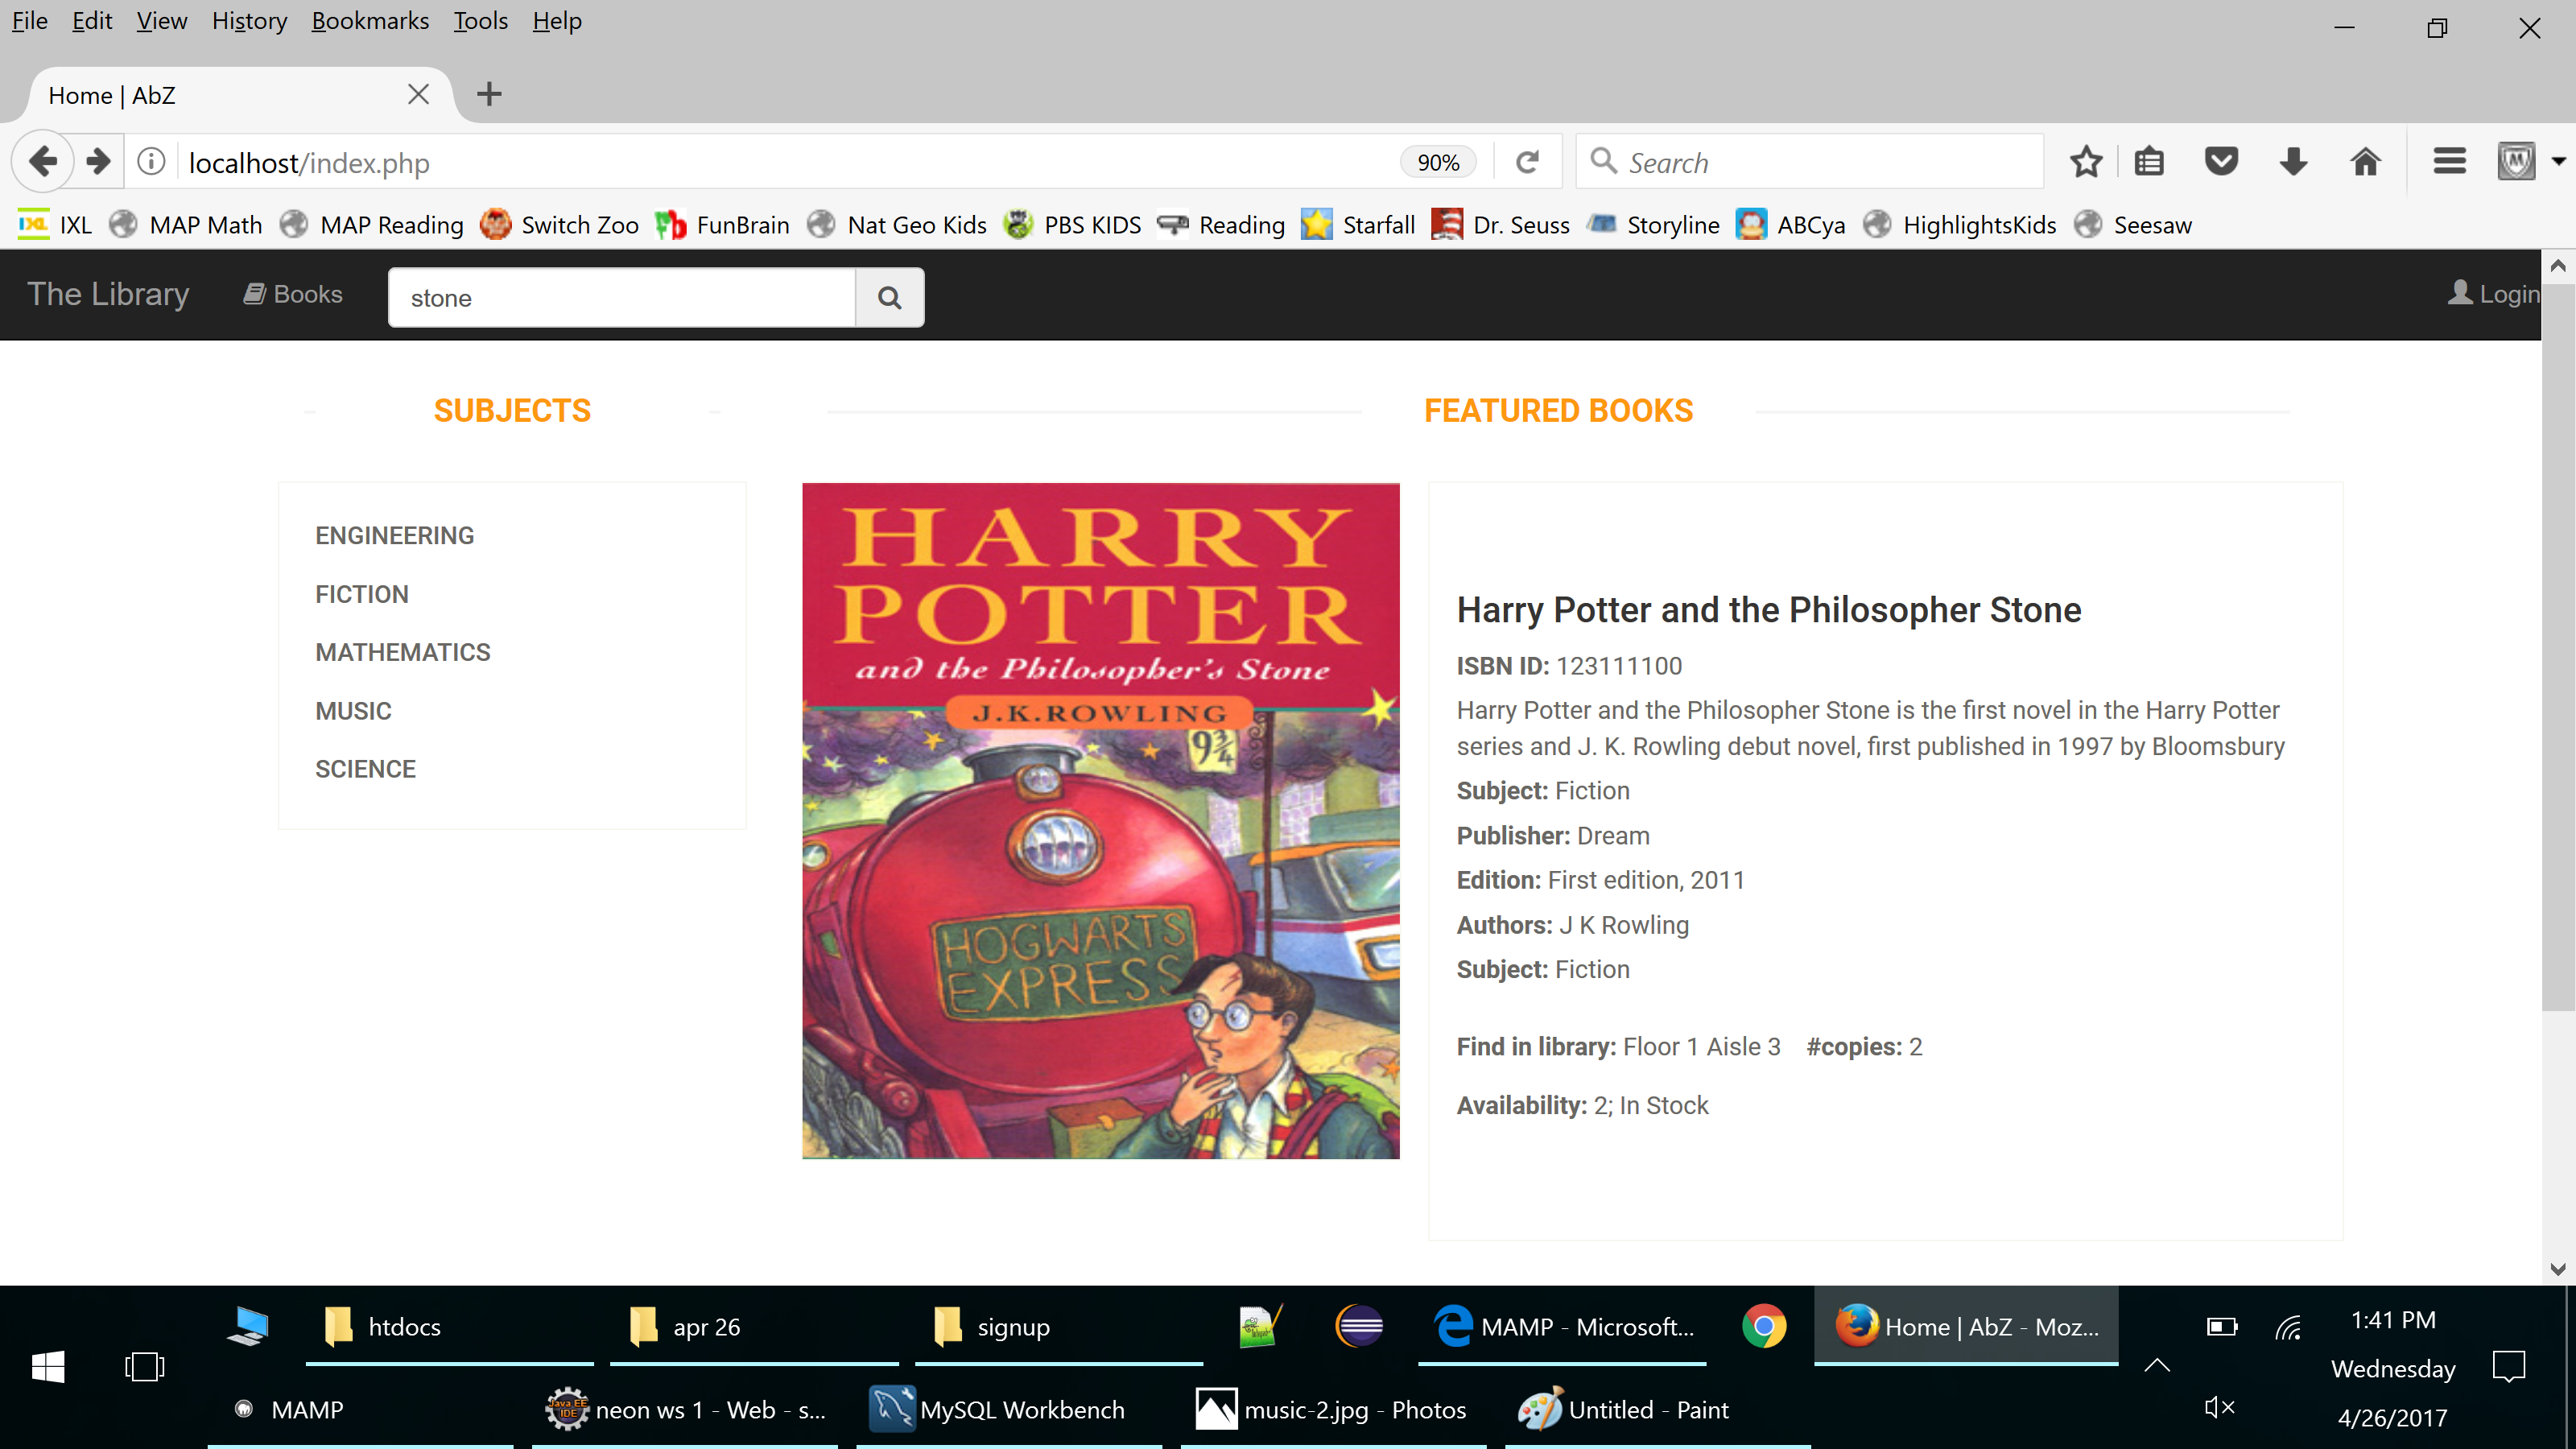 File Edit View History Bookmarks Tools Help
Home | AbZ
localhost/index.php 90% Search
IXL MAP Math MAP Reading Switch Zoo FunBrain Nat Geo Kids PBS KIDS Reading Starfall Dr. Seuss Storyline ABCya HighlightsKids Seesaw
The Library Books stone Login
SUBJECTS
ENGINEERING
FICTION
MATHEMATICS
MUSIC
SCIENCE
FEATURED BOOKS
HARRY
POTTER
and the Philosopher's Stone
J.K.ROWLING
9¾
HOGWARTS
EXPRESS
Harry Potter and the Philosopher Stone
ISBN ID: 123111100
Harry Potter and the Philosopher Stone is the first novel in the Harry Potter
series and J. K. Rowling debut novel, first published in 1997 by Bloomsbury
Subject: Fiction
Publisher: Dream
Edition: First edition, 2011
Authors: J K Rowling
Subject: Fiction
Find in library: Floor 1 Aisle 3 #copies: 2
Availability: 2; In Stock
htdocs apr 26 signup MAMP - Microsoft... Home | AbZ - Moz...
MAMP neon ws 1 - Web - s... MySQL Workbench music-2.jpg - Photos Untitled - Paint
1:41 PM
Wednesday
4/26/2017